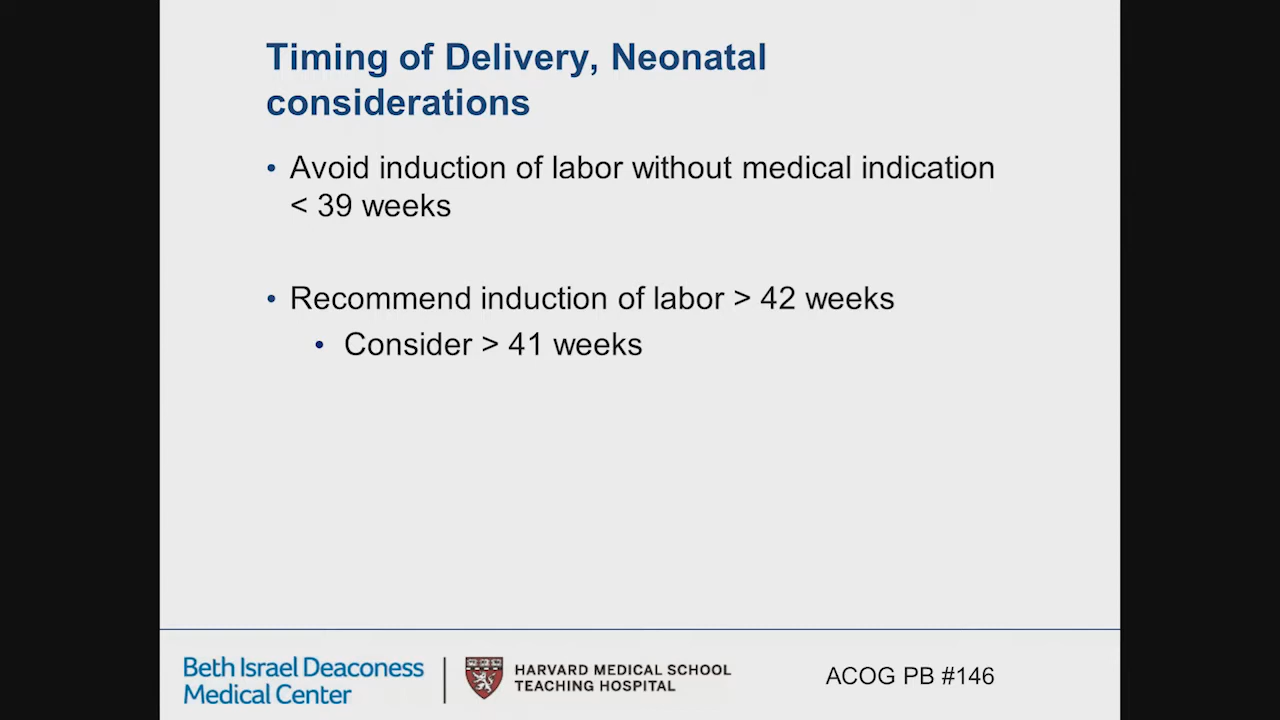 Timing of Delivery, Neonatal
considerations
• Avoid induction of labor without medical indication
< 39 weeks
• Recommend induction of labor > 42 weeks
• Consider > 41 weeks
Beth Israel Deaconess
Medical Center
HARVARD MEDICAL SCHOOL
TEACHING HOSPITAL
ACOG PB #146